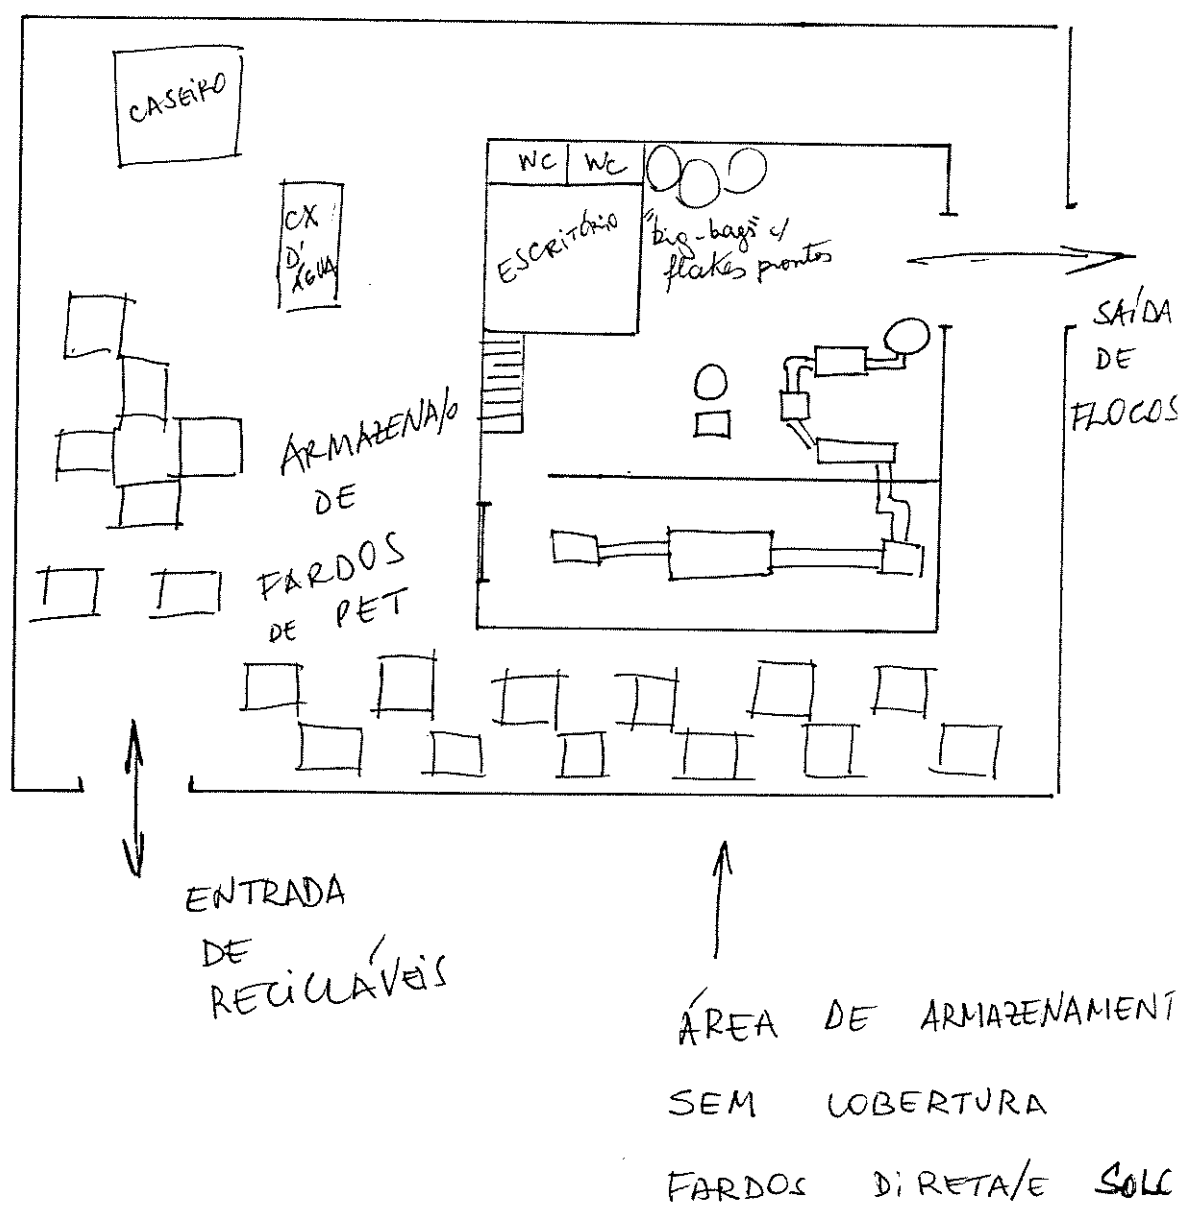 CASEIRO
CX
D'
ÁGUA
WC WC
ESCRITÓRIO
"big-bags" c/
flakes prontos
SAÍDA
DE
FLOCOS
ARMAZENA/o
DE
FARDOS
DE PET
ENTRADA
DE
RECICLÁVEIS
ÁREA DE ARMAZENAMENT
SEM COBERTURA
FARDOS DIRETA/E SOLO